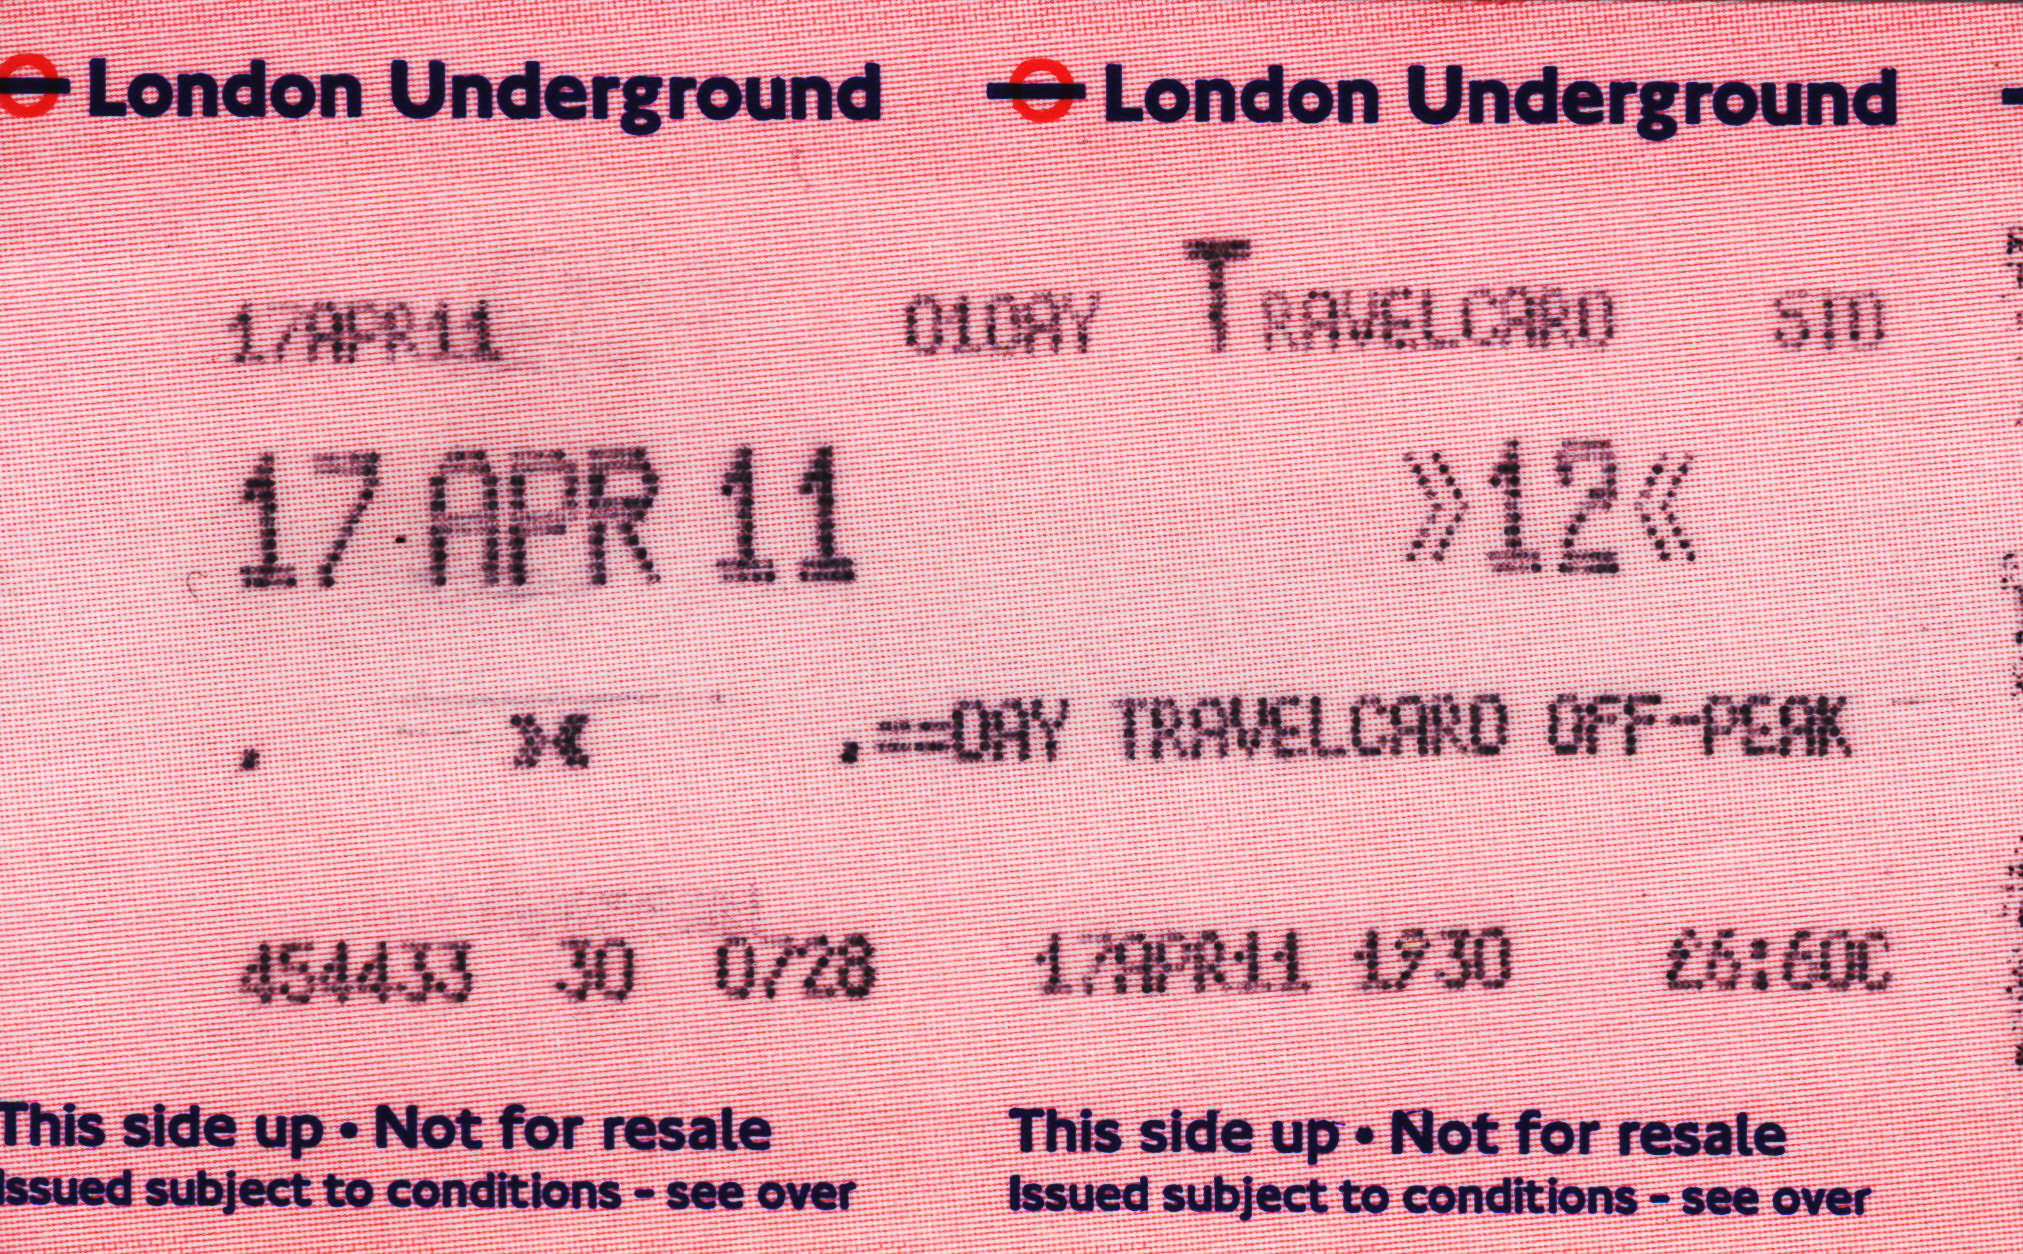 London Underground London Underground
17APR11 01DAY TRAVELCARD STD
17 APR 11 »12«
. .==DAY TRAVELCARD OFF-PEAK
454433 30 0728 17APR11 1930 £6:60C
This side up • Not for resale This side up • Not for resale
Issued subject to conditions - see over Issued subject to conditions - see over